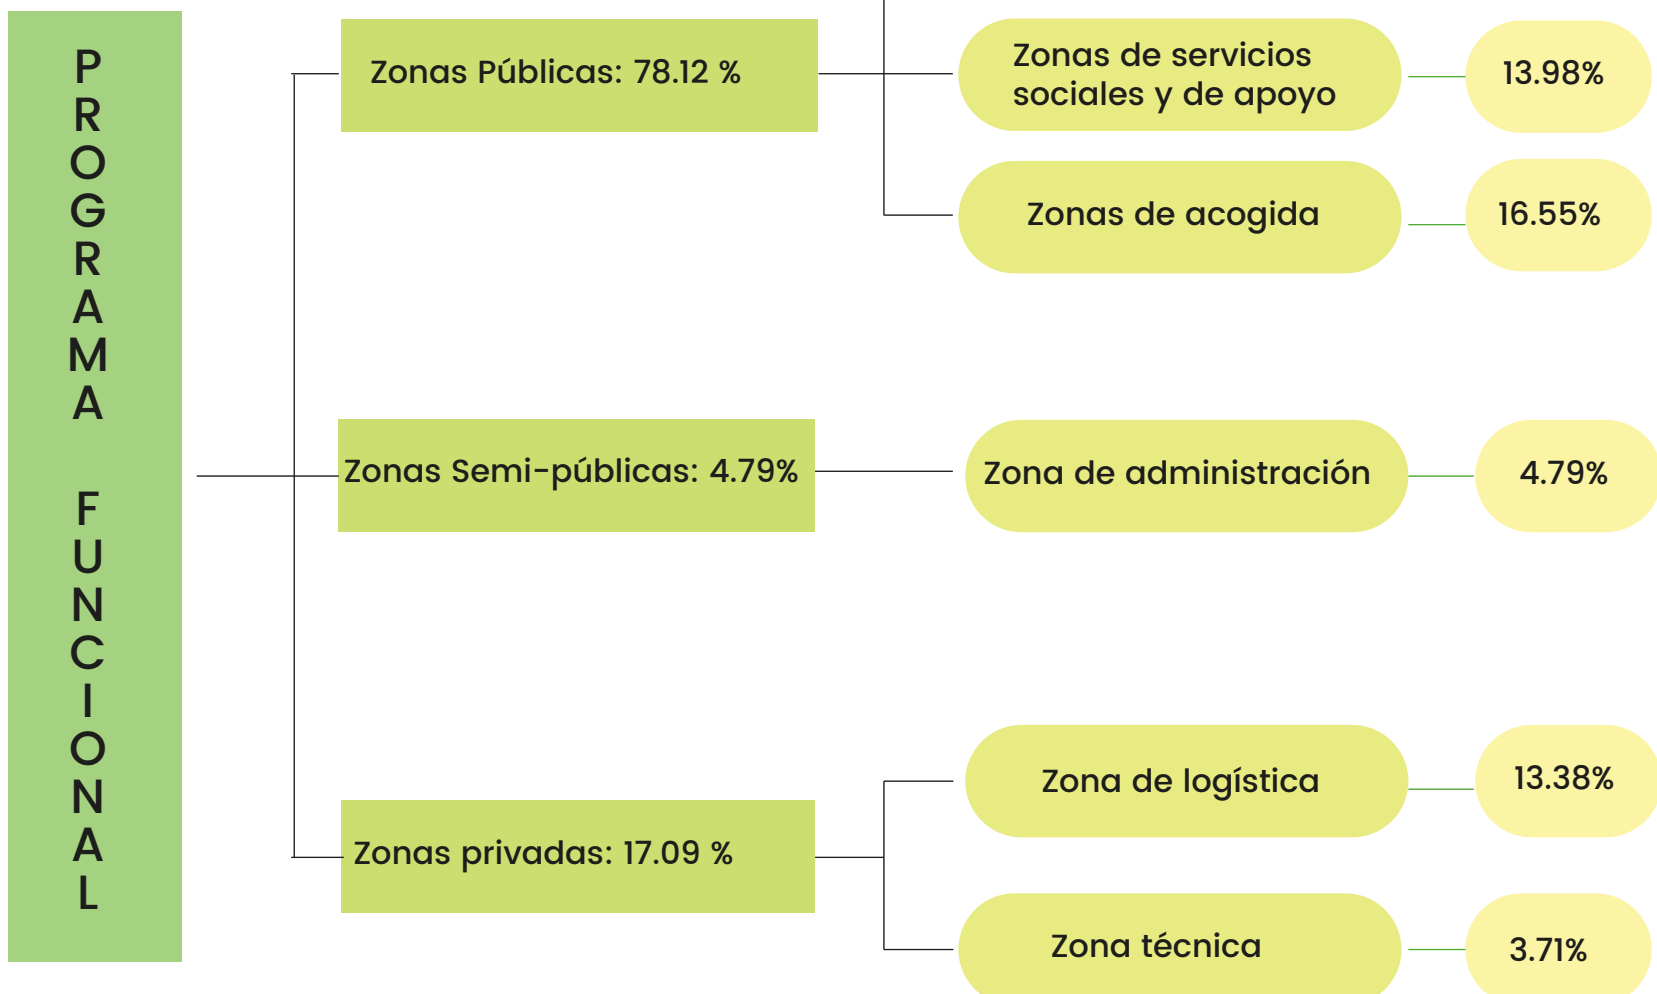 PROGRAMA FUNCIONAL
Zonas Públicas: 78.12 %
Zonas de servicios
sociales y de apoyo
13.98%
Zonas de acogida
16.55%
Zonas Semi-públicas: 4.79%
Zona de administración
4.79%
Zonas privadas: 17.09 %
Zona de logística
13.38%
Zona técnica
3.71%